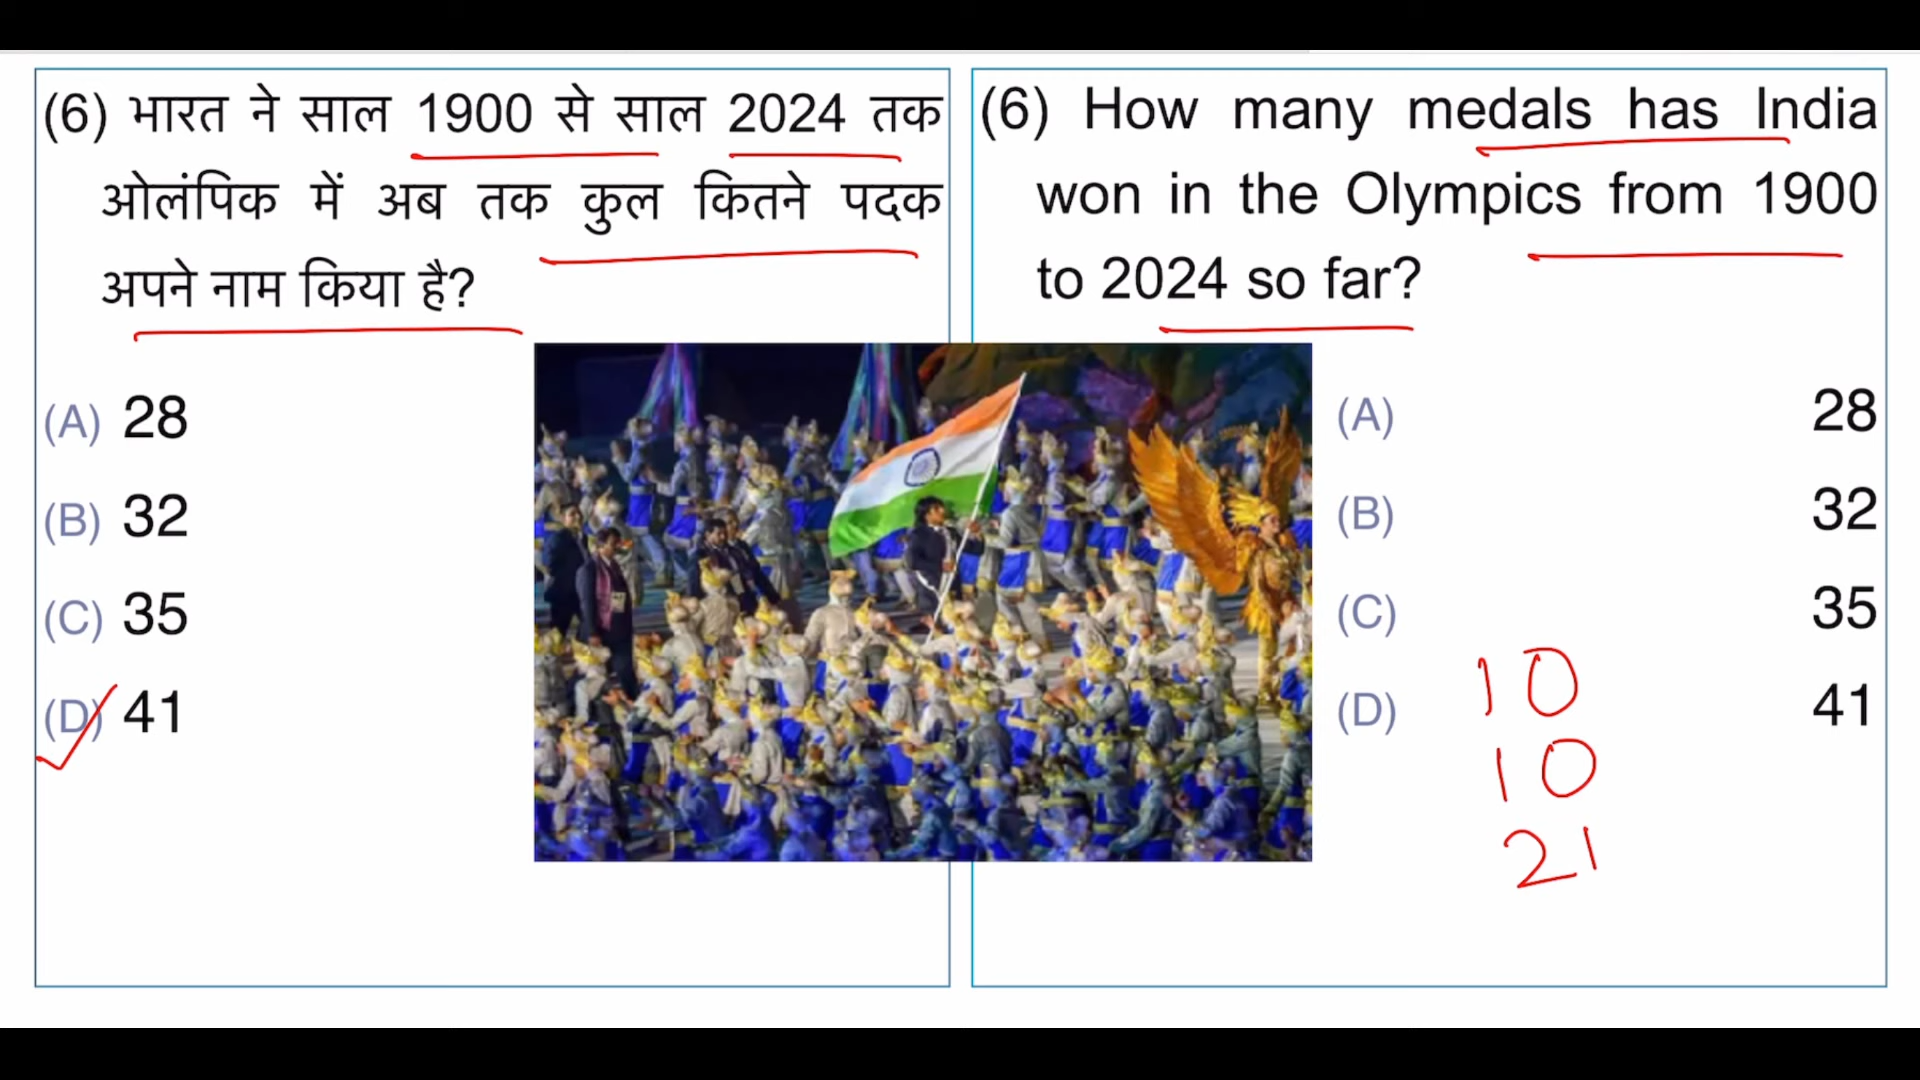 (6) भारत ने साल 1900 से साल 2024 तक
ओलंपिक में अब तक कुल कितने पदक
अपने नाम किया है?
(A) 28
(B) 32
(C) 35
(D) 41
(6) How many medals has India
won in the Olympics from 1900
to 2024 so far?
(A) 28
(B) 32
(C) 35
(D) 41
10
10
21